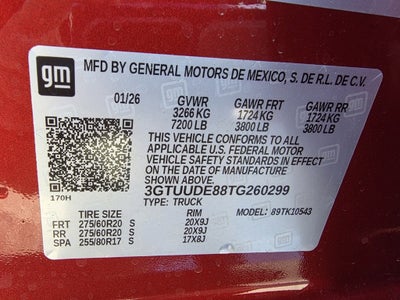 gm
MFD BY GENERAL MOTORS DE MEXICO, S. DE R.L. DE C.V.
01/26 GVWR GAWR FRT GAWR RR
3266 KG 1724 KG 1724 KG
7200 LB 3800 LB 3800 LB
THIS VEHICLE CONFORMS TO ALL
APPLICABLE U.S. FEDERAL MOTOR
VEHICLE SAFETY STANDARDS IN EFFECT
ON THE DATE OF MANUFACTURE
SHOWN ABOVE.
3GTUUDE88TG260299
170H TYPE: TRUCK 89TK10543
TIRE SIZE RIM
FRT 275/60R20 S 20X9J
RR 275/60R20 S 20X9J
SPA 255/80R17 S 17X8J